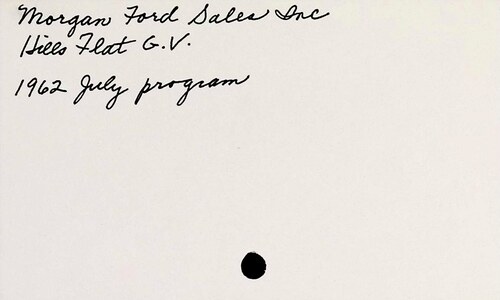 Morgan Ford Sales Inc
Hills Flat G.V.
1962 July program